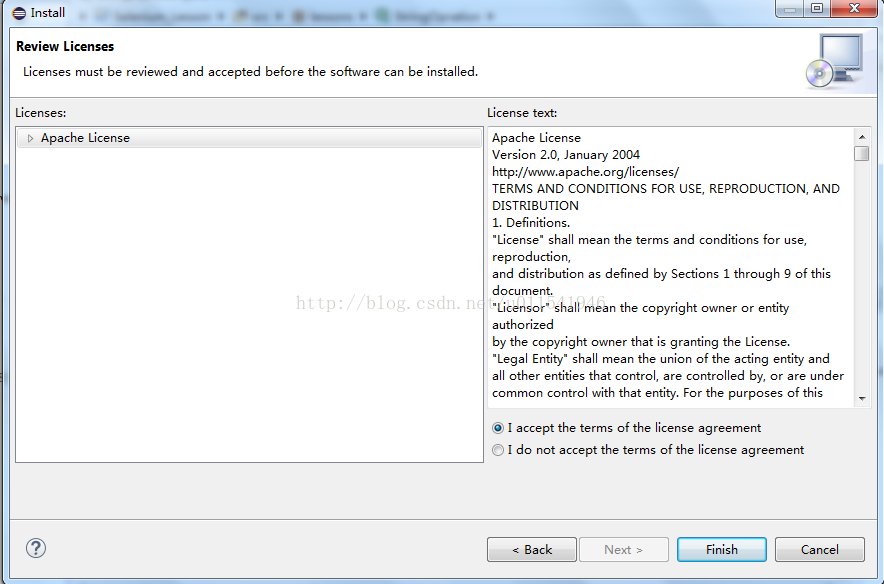 Install
Review Licenses
Licenses must be reviewed and accepted before the software can be installed.
Licenses:
Apache License
License text:
Apache License
Version 2.0, January 2004
http://www.apache.org/licenses/
TERMS AND CONDITIONS FOR USE, REPRODUCTION, AND
DISTRIBUTION
1. Definitions.
"License" shall mean the terms and conditions for use,
reproduction,
and distribution as defined by Sections 1 through 9 of this
document.
"Licensor" shall mean the copyright owner or entity
authorized
by the copyright owner that is granting the License.
"Legal Entity" shall mean the union of the acting entity and
all other entities that control, are controlled by, or are under
common control with that entity. For the purposes of this
http://blog.csdn.net/u011541946
I accept the terms of the license agreement
I do not accept the terms of the license agreement
?
< Back
Next >
Finish
Cancel